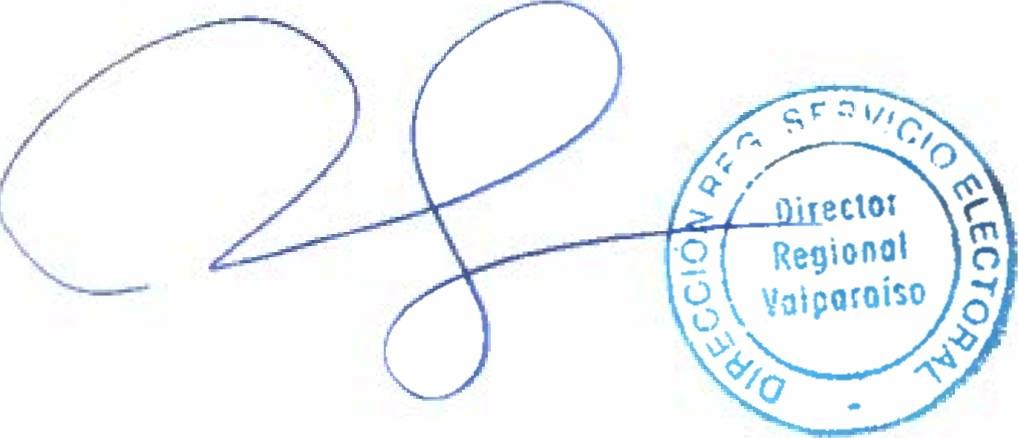 DIRECCIÓN REG. SERVICIO ELECTORAL
Director
Regional
Valparaíso